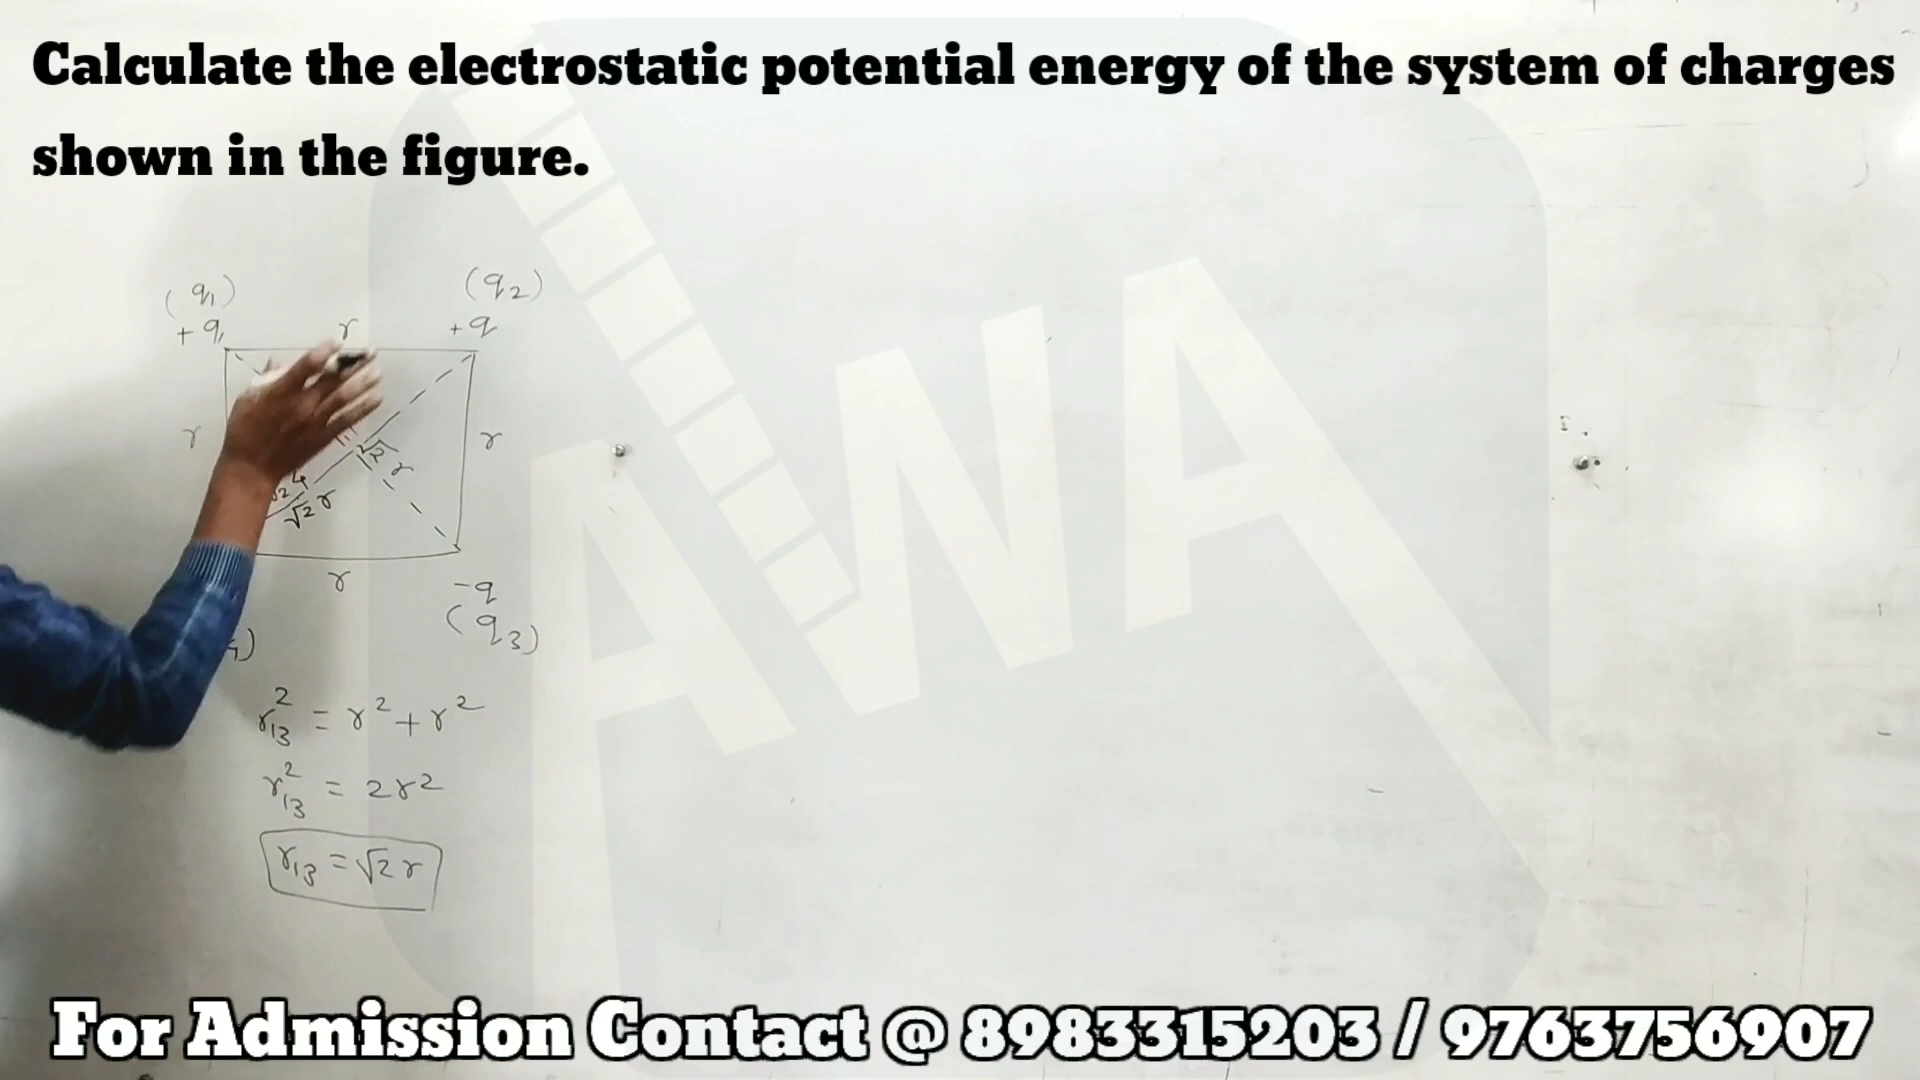 Calculate the electrostatic potential energy of the system of charges
shown in the figure.
(q₁) (q₂)
+q r +q
r r
√2 r
√2 r
r
-q
(q₃)
r₁₃² = r² + r²
r₁₃² = 2r²
r₁₃ = √2 r
AWA
For Admission Contact @ 8983315203 / 9763756907